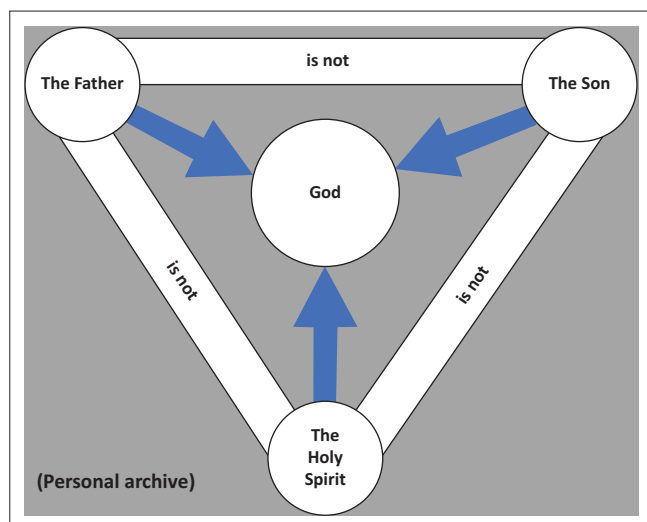 The Father
is not
The Son
God
is not
is not
The
Holy
Spirit
(Personal archive)